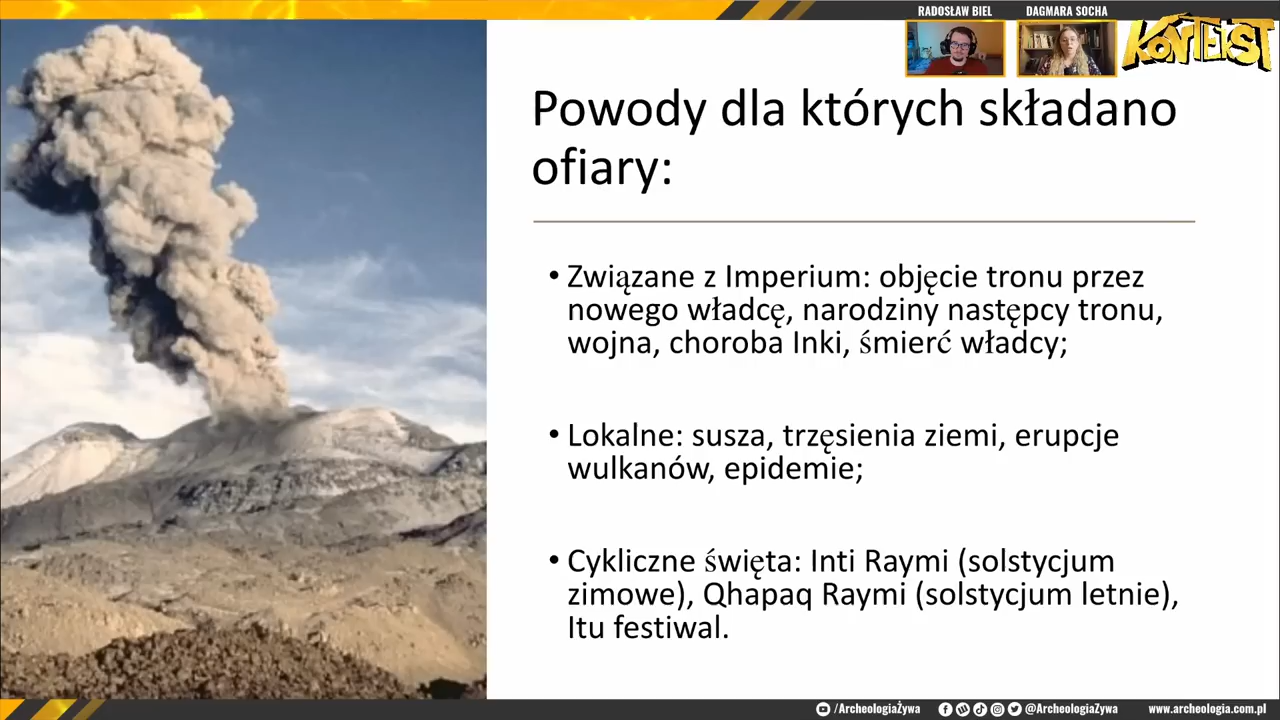 RADOSŁAW BIEL
DAGMARA SOCHA
KONTEKST
Powody dla których składano
ofiary:
• Związane z Imperium: objęcie tronu przez
nowego władcę, narodziny następcy tronu,
wojna, choroba Inki, śmierć władcy;
• Lokalne: susza, trzęsienia ziemi, erupcje
wulkanów, epidemie;
• Cykliczne święta: Inti Raymi (solstycjum
zimowe), Qhapaq Raymi (solstycjum letnie),
Itu festiwal.
/ArcheologiaŻywa
@ArcheologiaZywa
www.archeologia.com.pl